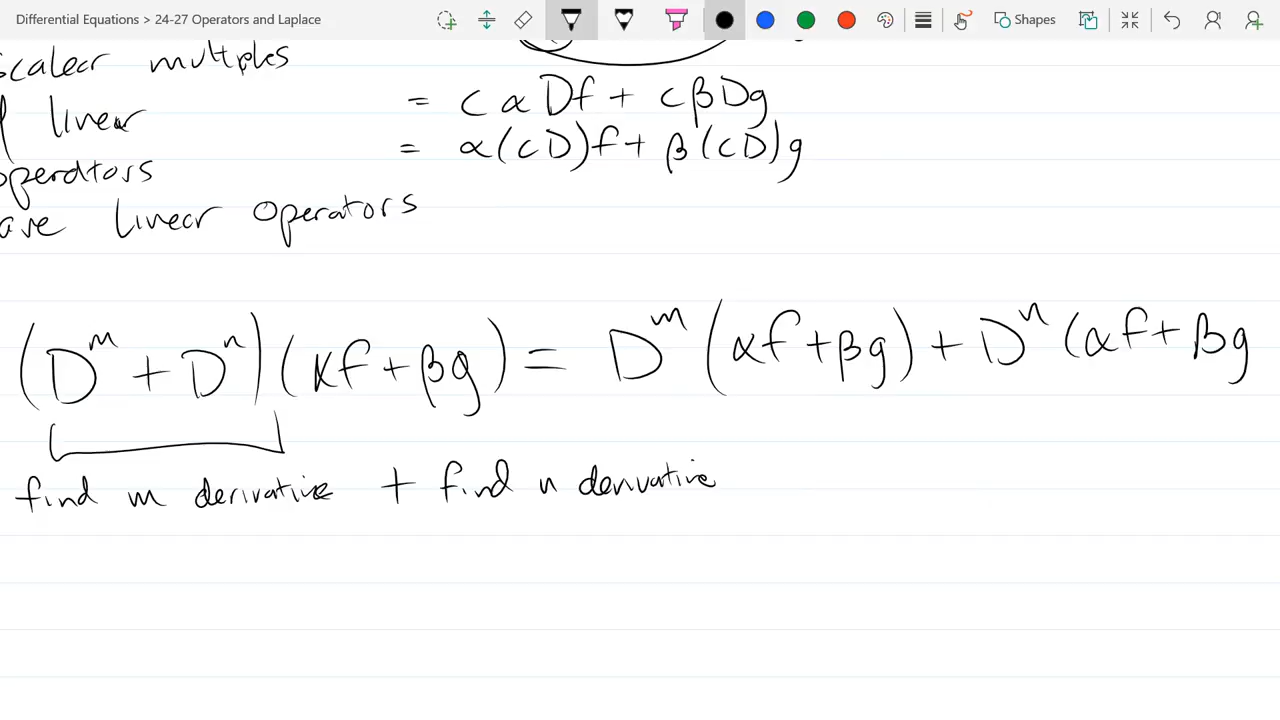 Differential Equations > 24-27 Operators and Laplace
Shapes
scalar multiples
= cαDf + cβDg
linear
= α(cD)f + β(cD)g
operators
are linear operators
(D^m + D^n)(αf + βg) = D^m(αf + βg) + D^n(αf + βg
find m derivative + find n derivative